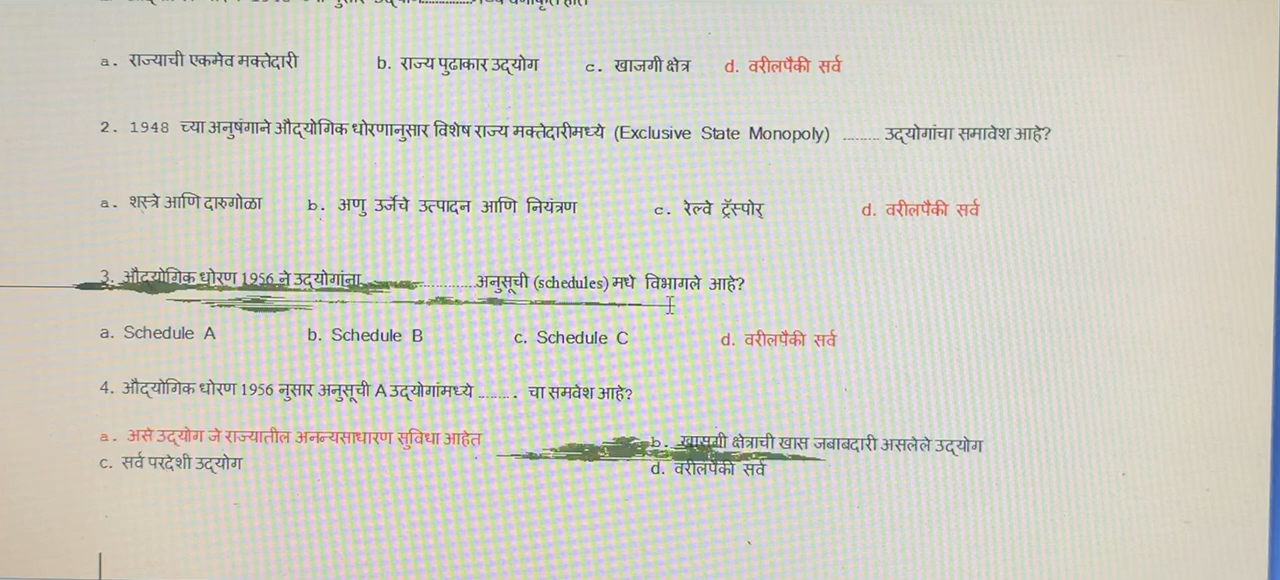 a. राज्याची एकमेव मक्तेदारी b. राज्य पुढाकार उद्योग c. खाजगी क्षेत्र d. वरीलपैकी सर्व
2. 1948 च्या अनुषंगाने औद्योगिक धोरणानुसार विशेष राज्य मक्तेदारीमध्ये (Exclusive State Monopoly) ......... उद्योगांचा समावेश आहे?
a. शस्त्रे आणि दारुगोळा b. अणु उर्जेचे उत्पादन आणि नियंत्रण c. रेल्वे ट्रॅस्पोर् d. वरीलपैकी सर्व
3. औद्योगिक धोरण 1956 ने उद्योगांना ............... अनुसूची (schedules) मधे विभागले आहे?
a. Schedule A b. Schedule B c. Schedule C d. वरीलपैकी सर्व
4. औद्योगिक धोरण 1956 नुसार अनुसूची A उद्योगांमध्ये ........ . चा समवेश आहे?
a. असे उद्योग जे राज्यातील अनन्यसाधारण सुविधा आहेत b. खासगी क्षेत्राची खास जबाबदारी असलेले उद्योग
c. सर्व परदेशी उद्योग d. वरीलपैकी सर्व